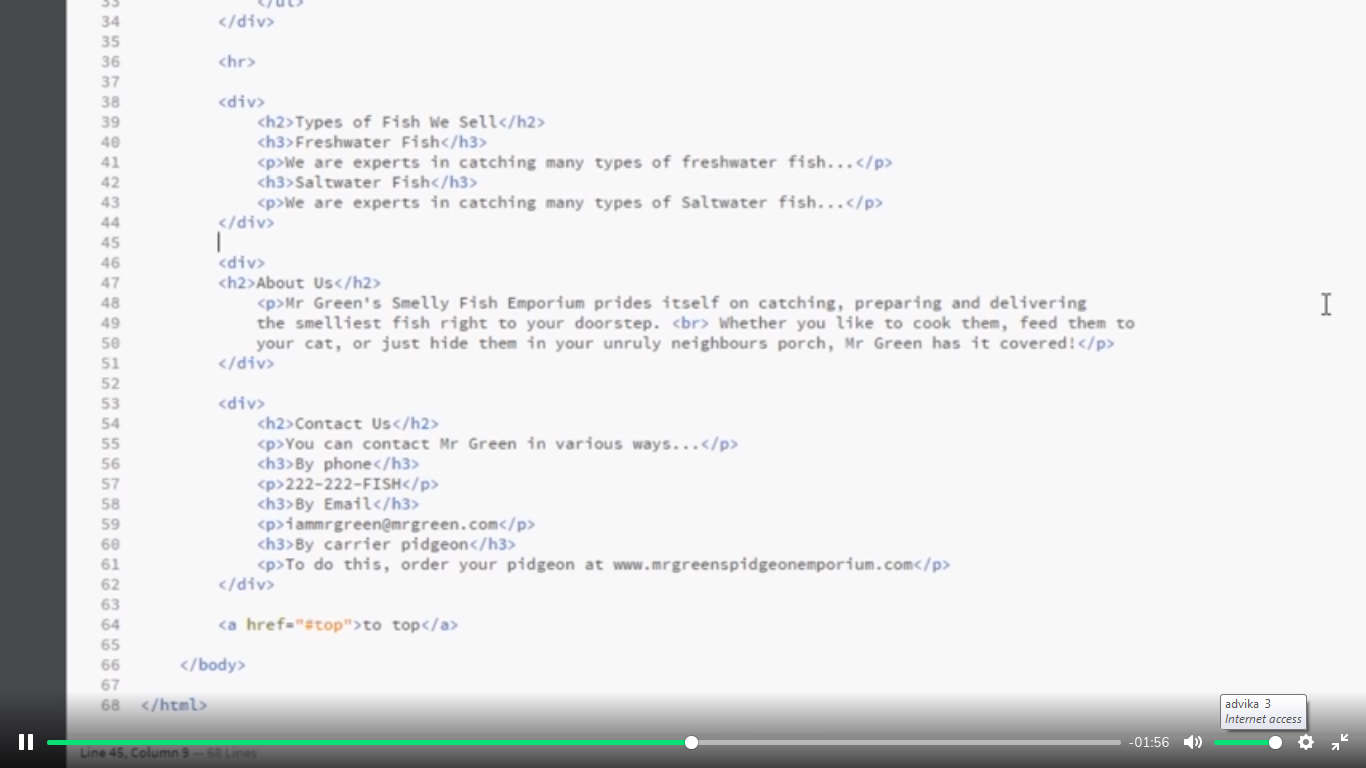 33             </ul>
34         </div>
35
36         <hr>
37
38         <div>
39             <h2>Types of Fish We Sell</h2>
40             <h3>Freshwater Fish</h3>
41             <p>We are experts in catching many types of freshwater fish...</p>
42             <h3>Saltwater Fish</h3>
43             <p>We are experts in catching many types of Saltwater fish...</p>
44         </div>
45
46         <div>
47         <h2>About Us</h2>
48             <p>Mr Green's Smelly Fish Emporium prides itself on catching, preparing and delivering
49             the smelliest fish right to your doorstep. <br> Whether you like to cook them, feed them to
50             your cat, or just hide them in your unruly neighbours porch, Mr Green has it covered!</p>
51         </div>
52
53         <div>
54             <h2>Contact Us</h2>
55             <p>You can contact Mr Green in various ways...</p>
56             <h3>By phone</h3>
57             <p>222-222-FISH</p>
58             <h3>By Email</h3>
59             <p>iammrgreen@mrgreen.com</p>
60             <h3>By carrier pidgeon</h3>
61             <p>To do this, order your pidgeon at www.mrgreenspidgeonemporium.com</p>
62         </div>
63
64         <a href="#top">to top</a>
65
66     </body>
67
68 </html>
advika 3
Internet access
-01:56
Line 45, Column 9 — 68 Lines